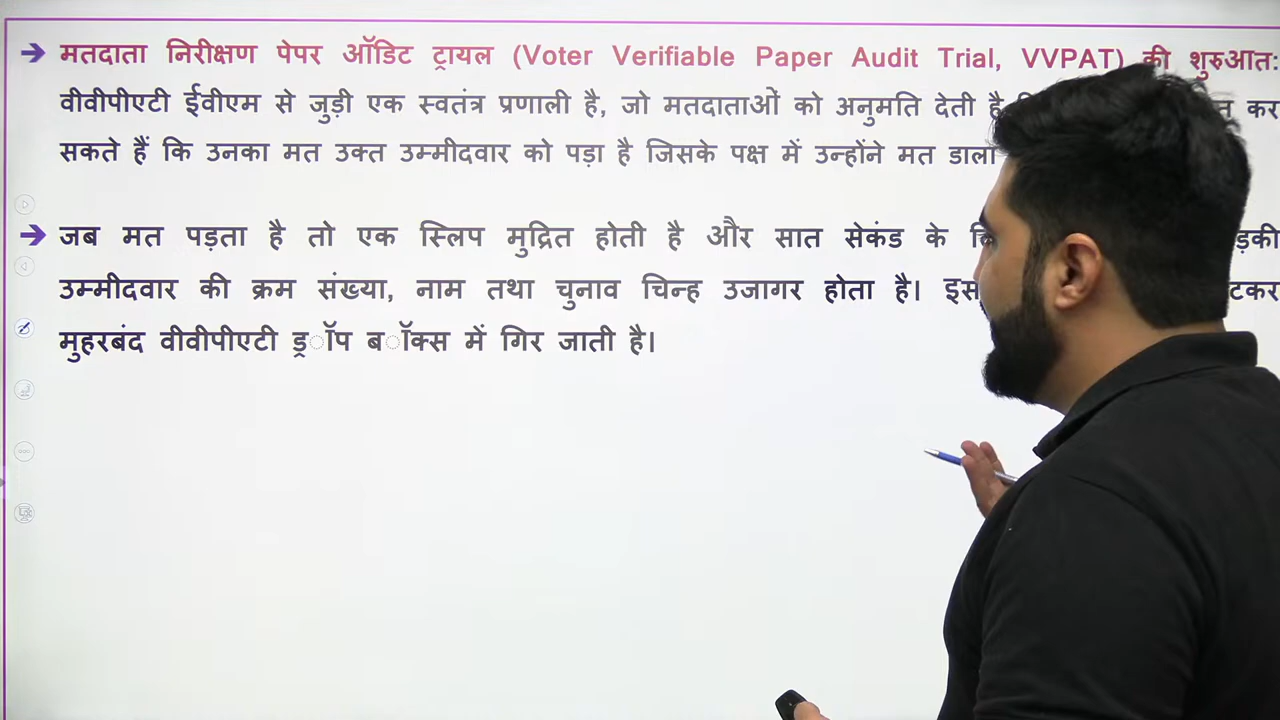 मतदाता निरीक्षण पेपर ऑडिट ट्रायल (Voter Verifiable Paper Audit Trial, VVPAT) की शुरुआत:
वीवीपीएटी ईवीएम से जुड़ी एक स्वतंत्र प्रणाली है, जो मतदाताओं को अनुमति देती है कर
सकते हैं कि उनका मत उक्त उम्मीदवार को पड़ा है जिसके पक्ष में उन्होंने मत डाला
जब मत पड़ता है तो एक स्लिप मुद्रित होती है और सात सेकंड के
उम्मीदवार की क्रम संख्या, नाम तथा चुनाव चिन्ह उजागर होता है।
मुहरबंद वीवीपीएटी ड्रॉप बॉक्स में गिर जाती है।